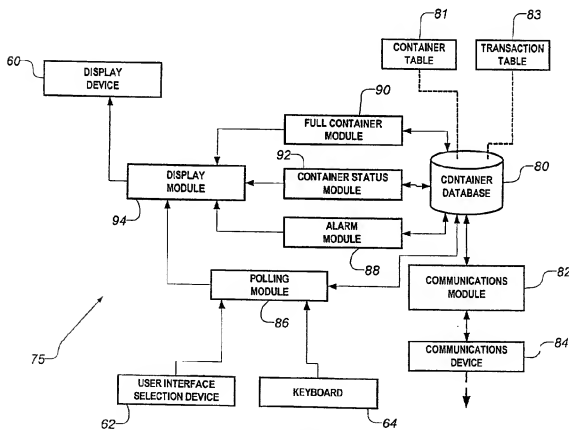 81
83
60
CONTAINER
TABLE
TRANSACTION
TABLE
DISPLAY
DEVICE
90
FULL CONTAINER
MODULE
92
DISPLAY
MODULE
CONTAINER STATUS
MODULE
CONTAINER
DATABASE
80
94
ALARM
MODULE
88
POLLING
MODULE
COMMUNICATIONS
MODULE
82
86
75
COMMUNICATIONS
DEVICE
84
USER INTERFACE
SELECTION DEVICE
KEYBOARD
62
64